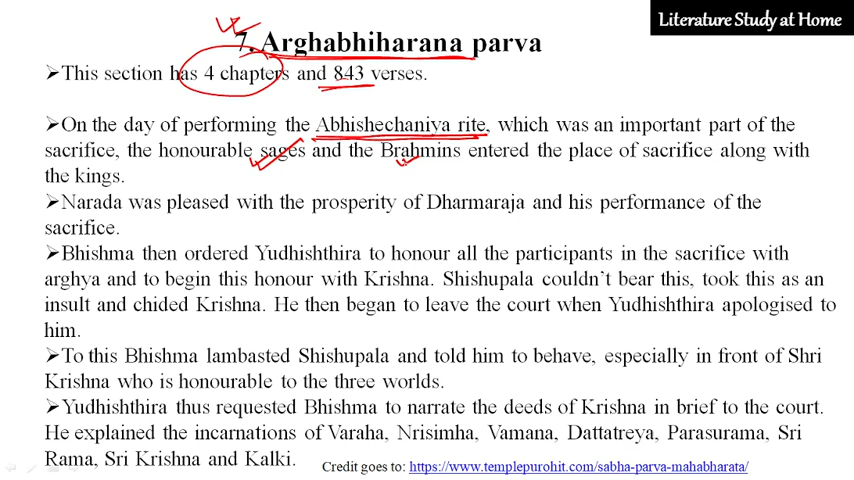 Literature Study at Home
7. Arghabhiharana parva
➢This section has 4 chapters and 843 verses.
➢On the day of performing the Abhishechaniya rite, which was an important part of the
sacrifice, the honourable sages and the Brahmins entered the place of sacrifice along with
the kings.
➢Narada was pleased with the prosperity of Dharmaraja and his performance of the
sacrifice.
➢Bhishma then ordered Yudhishthira to honour all the participants in the sacrifice with
arghya and to begin this honour with Krishna. Shishupala couldn't bear this, took this as an
insult and chided Krishna. He then began to leave the court when Yudhishthira apologised to
him.
➢To this Bhishma lambasted Shishupala and told him to behave, especially in front of Shri
Krishna who is honourable to the three worlds.
➢Yudhishthira thus requested Bhishma to narrate the deeds of Krishna in brief to the court.
He explained the incarnations of Varaha, Nrisimha, Vamana, Dattatreya, Parasurama, Sri
Rama, Sri Krishna and Kalki.
Credit goes to: https://www.templepurohit.com/sabha-parva-mahabharata/